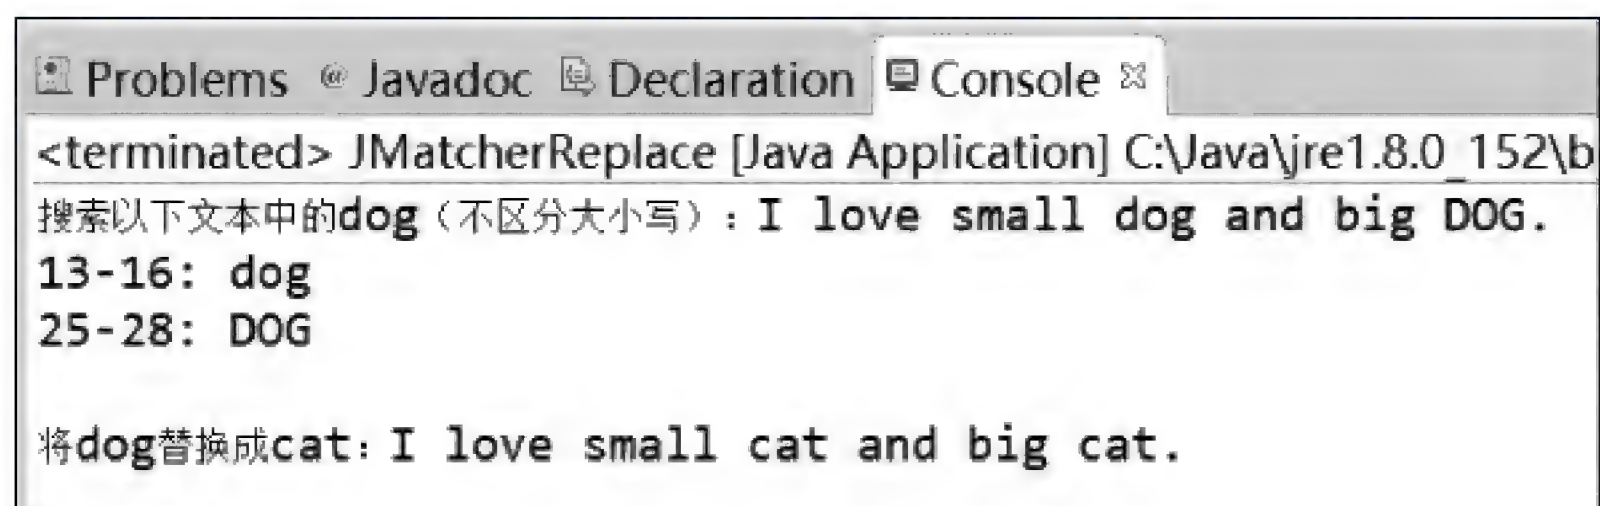 Problems @ Javadoc Declaration Console
<terminated> JMatcherReplace [Java Application] C:\Java\jre1.8.0_152\b
搜索以下文本中的dog（不区分大小写）：I love small dog and big DOG.
13-16: dog
25-28: DOG
将dog替换成cat：I love small cat and big cat.